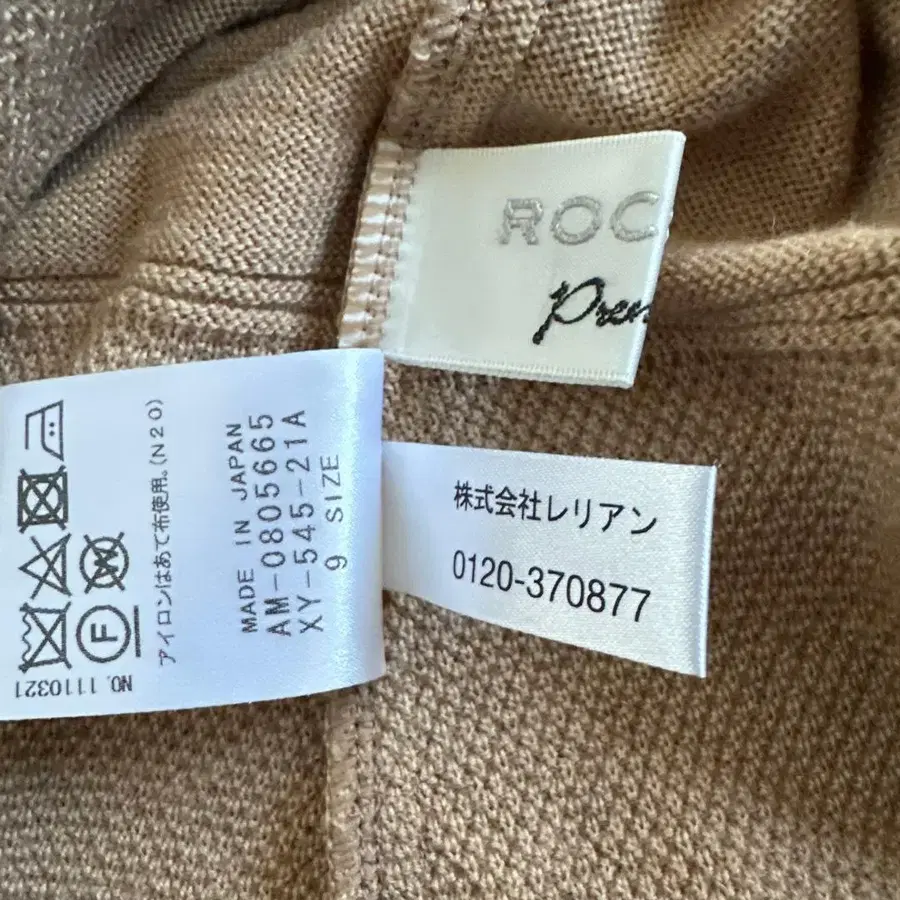 ROC
Prem
株式会社レリアン
0120-370877
MADE IN JAPAN
AM-0805665
XY-545-21A
9 SIZE
アイロンはあて布使用。(N20)
W
F
NO. 1110321